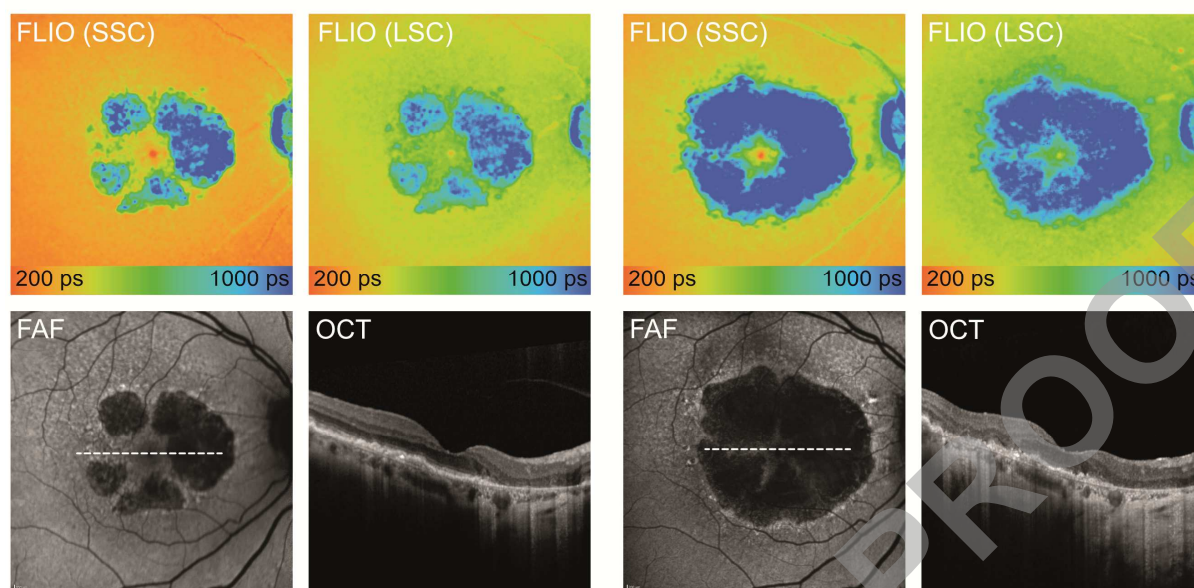 FLIO (SSC)
FLIO (LSC)
FLIO (SSC)
FLIO (LSC)
200 ps
1000 ps
200 ps
1000 ps
200 ps
1000 ps
200 ps
1000 ps
FAF
OCT
FAF
OCT
PROOF